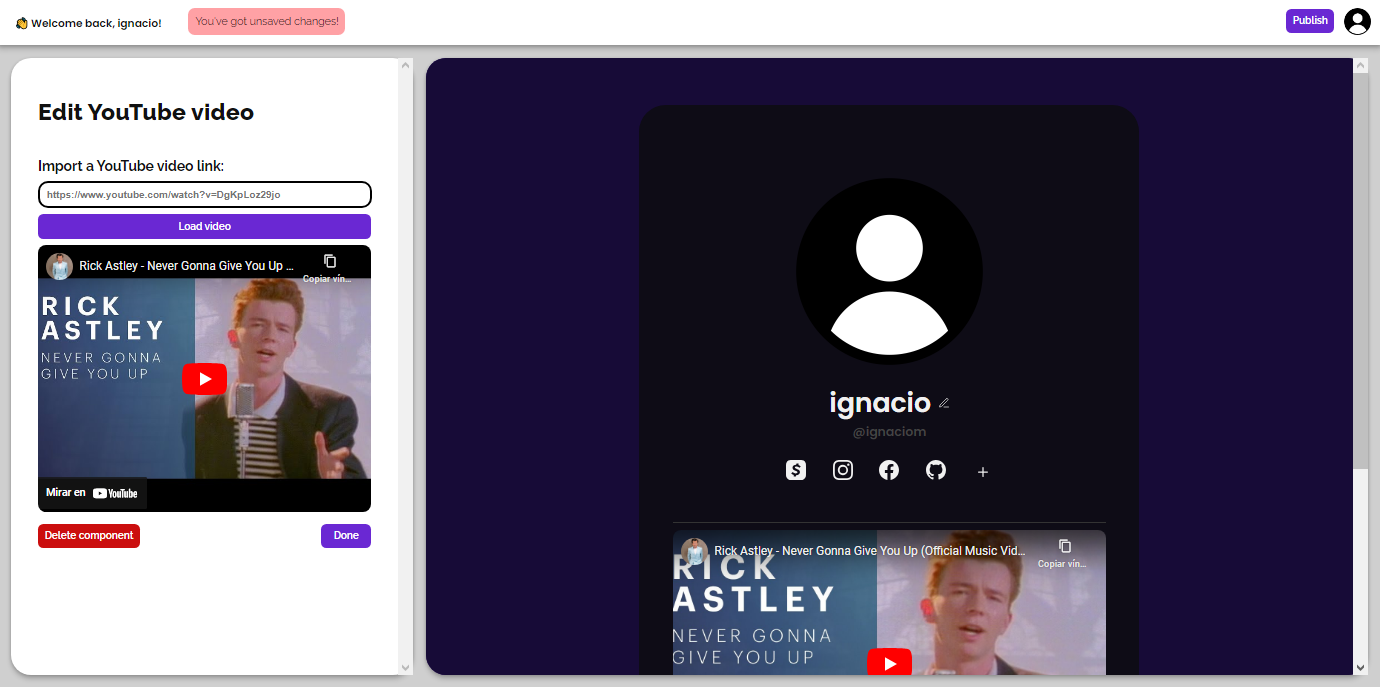 Welcome back, ignacio!
You've got unsaved changes!
Publish
Edit YouTube video
Import a YouTube video link:
https://www.youtube.com/watch?v=DgKpLoz29jo
Load video
Rick Astley - Never Gonna Give You Up ...
Copiar vín...
RICK
ASTLEY
NEVER GONNA
GIVE YOU UP
Mirar en YouTube
Delete component
Done
ignacio
@ignaciom
Rick Astley - Never Gonna Give You Up (Official Music Vid...
Copiar vín...
RICK
ASTLEY
NEVER GONNA
GIVE YOU UP